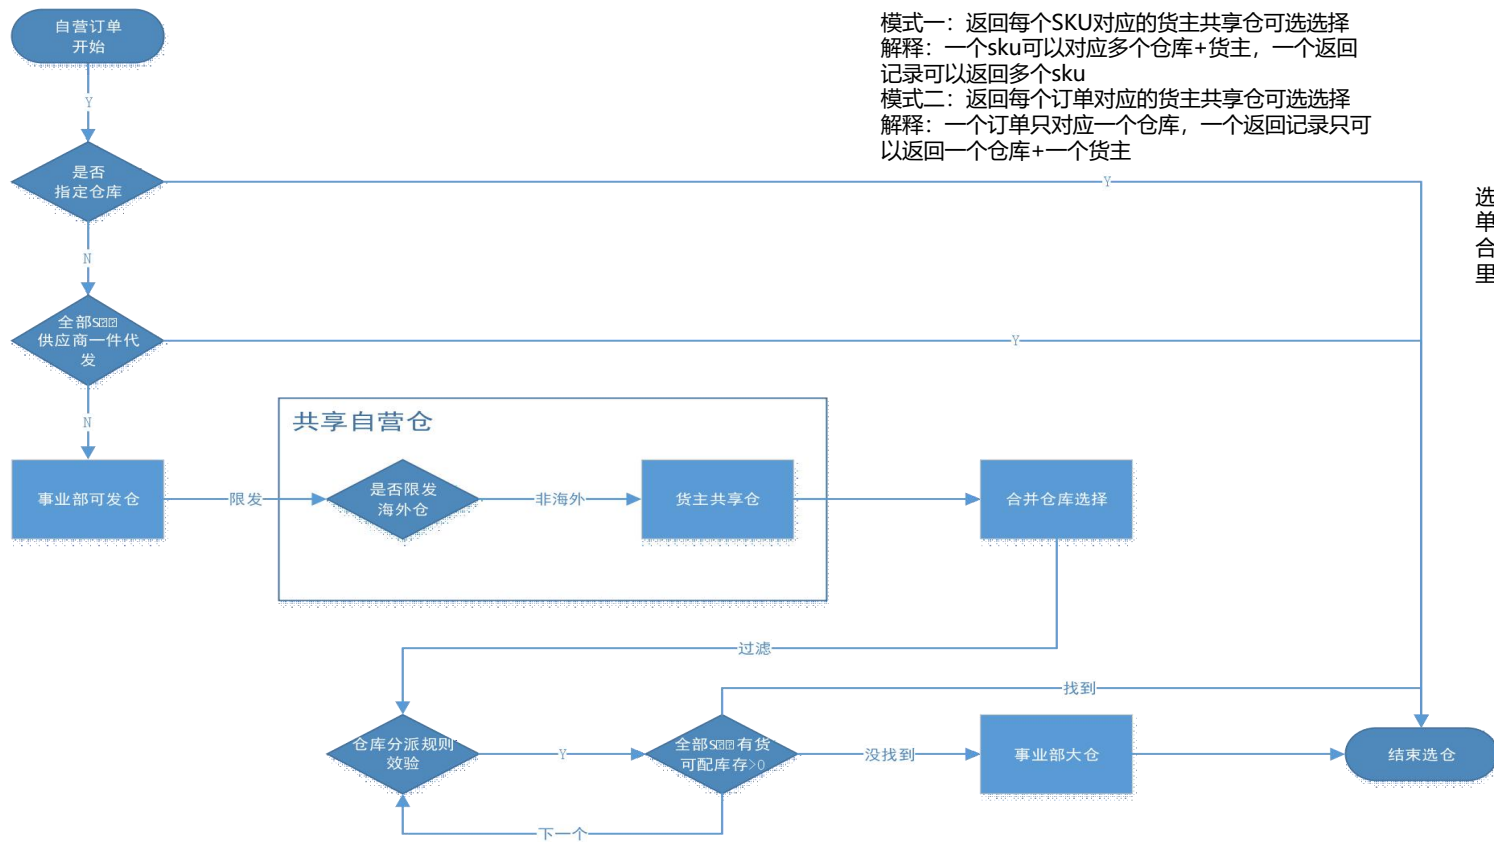 自营订单
开始
模式一：返回每个SKU对应的货主共享仓可选选择
解释：一个sku可以对应多个仓库+货主，一个返回
记录可以返回多个sku
模式二：返回每个订单对应的货主共享仓可选选择
解释：一个订单只对应一个仓库，一个返回记录只可
以返回一个仓库+一个货主
Y
是否
指定仓库
Y
选
单
合
里
N
全部S
供应商一件代
发
Y
N
共享自营仓
事业部可发仓
限发
是否限发
海外仓
非海外
货主共享仓
合并仓库选择
过滤
找到
仓库分派规则
效验
Y
全部S有货
可配库存>0
没找到
事业部大仓
结束选仓
下一个